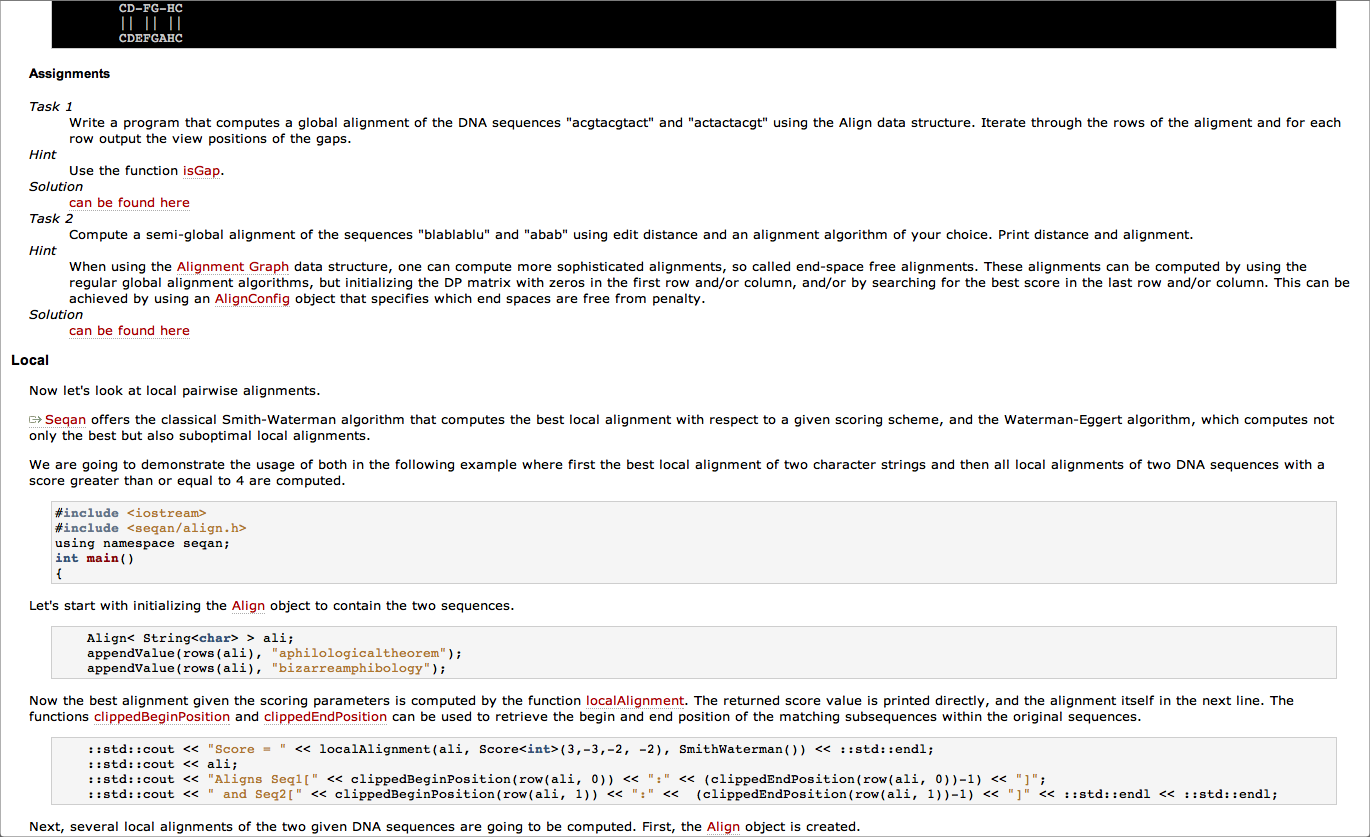 CD-FG-HC
|| || ||
CDEFGAHC
Assignments
Task 1
Write a program that computes a global alignment of the DNA sequences "acgtacgtact" and "actactacgt" using the Align data structure. Iterate through the rows of the aligment and for each
row output the view positions of the gaps.
Hint
Use the function isGap.
Solution
can be found here
Task 2
Compute a semi-global alignment of the sequences "blablablu" and "abab" using edit distance and an alignment algorithm of your choice. Print distance and alignment.
Hint
When using the Alignment Graph data structure, one can compute more sophisticated alignments, so called end-space free alignments. These alignments can be computed by using the
regular global alignment algorithms, but initializing the DP matrix with zeros in the first row and/or column, and/or by searching for the best score in the last row and/or column. This can be
achieved by using an AlignConfig object that specifies which end spaces are free from penalty.
Solution
can be found here
Local
Now let's look at local pairwise alignments.
Seqan offers the classical Smith-Waterman algorithm that computes the best local alignment with respect to a given scoring scheme, and the Waterman-Eggert algorithm, which computes not
only the best but also suboptimal local alignments.
We are going to demonstrate the usage of both in the following example where first the best local alignment of two character strings and then all local alignments of two DNA sequences with a
score greater than or equal to 4 are computed.
#include <iostream>
#include <seqan/align.h>
using namespace seqan;
int main()
{
Let's start with initializing the Align object to contain the two sequences.
Align< String<char> > ali;
appendValue(rows(ali), "aphilologicaltheorem");
appendValue(rows(ali), "bizarreamphibology");
Now the best alignment given the scoring parameters is computed by the function localAlignment. The returned score value is printed directly, and the alignment itself in the next line. The
functions clippedBeginPosition and clippedEndPosition can be used to retrieve the begin and end position of the matching subsequences within the original sequences.
::std::cout << "Score = " << localAlignment(ali, Score<int>(3,-3,-2, -2), SmithWaterman()) << ::std::endl;
::std::cout << ali;
::std::cout << "Aligns Seq1[" << clippedBeginPosition(row(ali, 0)) << ":" << (clippedEndPosition(row(ali, 0))-1) << "]";
::std::cout << " and Seq2[" << clippedBeginPosition(row(ali, 1)) << ":" <<  (clippedEndPosition(row(ali, 1))-1) << "]" << ::std::endl << ::std::endl;
Next, several local alignments of the two given DNA sequences are going to be computed. First, the Align object is created.